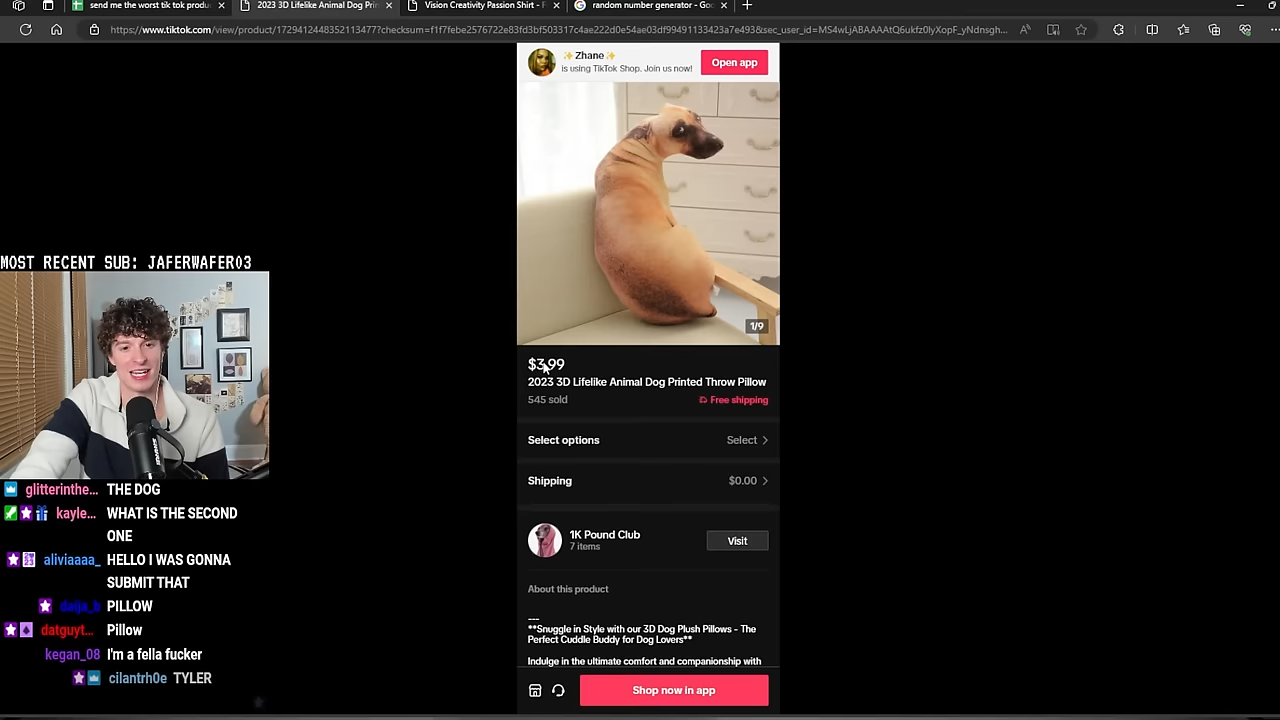 send me the worst tik tok produ
2023 3D Lifelike Animal Dog Prin
Vision Creativity Passion Shirt - F
random number generator - Goo
https://www.tiktok.com/view/product/1729412448352113477?checksum=f1f7febe2576722e83fd3bf503317c4ae222d0e54ae03df99491133423a7e493&sec_user_id=MS4wLjABAAAAtQ6ukfz0lyXopF_yNdnsgh...
✨Zhane✨
is using TikTok Shop. Join us now!
Open app
1/9
$3.99
2023 3D Lifelike Animal Dog Printed Throw Pillow
545 sold
Free shipping
Select options
Select
Shipping
$0.00
1K Pound Club
7 items
Visit
About this product
---
**Snuggle in Style with our 3D Dog Plush Pillows - The
Perfect Cuddle Buddy for Dog Lovers**
Indulge in the ultimate comfort and companionship with
Shop now in app
MOST RECENT SUB: JAFERWAFER03
glitterinthe... THE DOG
kayle... WHAT IS THE SECOND
ONE
aliviaaaa_ HELLO I WAS GONNA
SUBMIT THAT
daija_b PILLOW
datguyt... Pillow
kegan_08 I'm a fella fucker
cilantrh0e TYLER